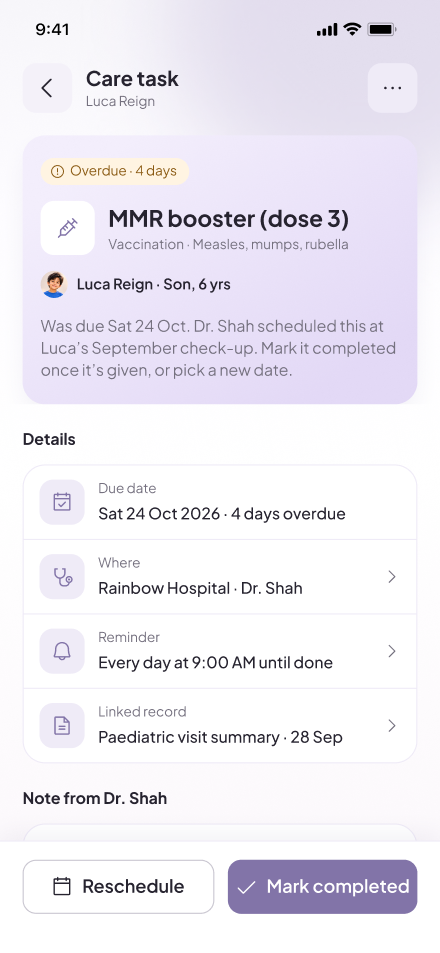 9:41
Care task
Luca Reign
Overdue · 4 days
MMR booster (dose 3)
Vaccination · Measles, mumps, rubella
Luca Reign · Son, 6 yrs
Was due Sat 24 Oct. Dr. Shah scheduled this at
Luca’s September check-up. Mark it completed
once it’s given, or pick a new date.
Details
Due date
Sat 24 Oct 2026 · 4 days overdue
Where
Rainbow Hospital · Dr. Shah
Reminder
Every day at 9:00 AM until done
Linked record
Paediatric visit summary · 28 Sep
Note from Dr. Shah
Reschedule
Mark completed